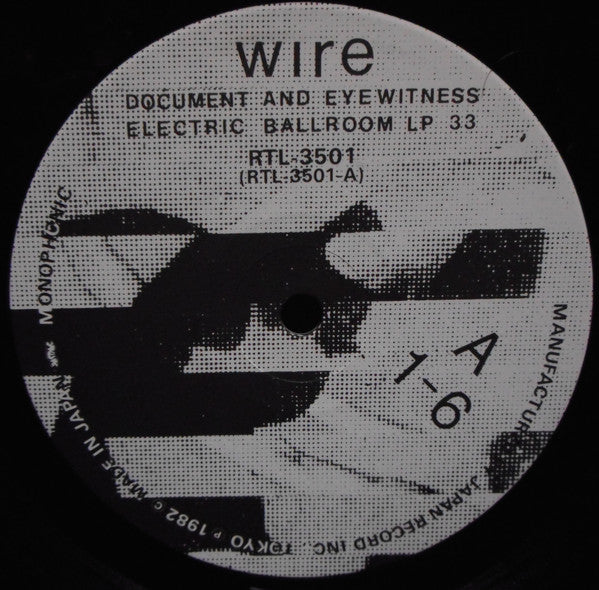 wire
DOCUMENT AND EYEWITNESS
ELECTRIC BALLROOM LP 33
RTL-3501
(RTL-3501-A)
A
1-6
MANUFACTURED BY JAPAN RECORD INC., TOKYO P 1982 © MADE IN JAPAN — MONOPHONIC